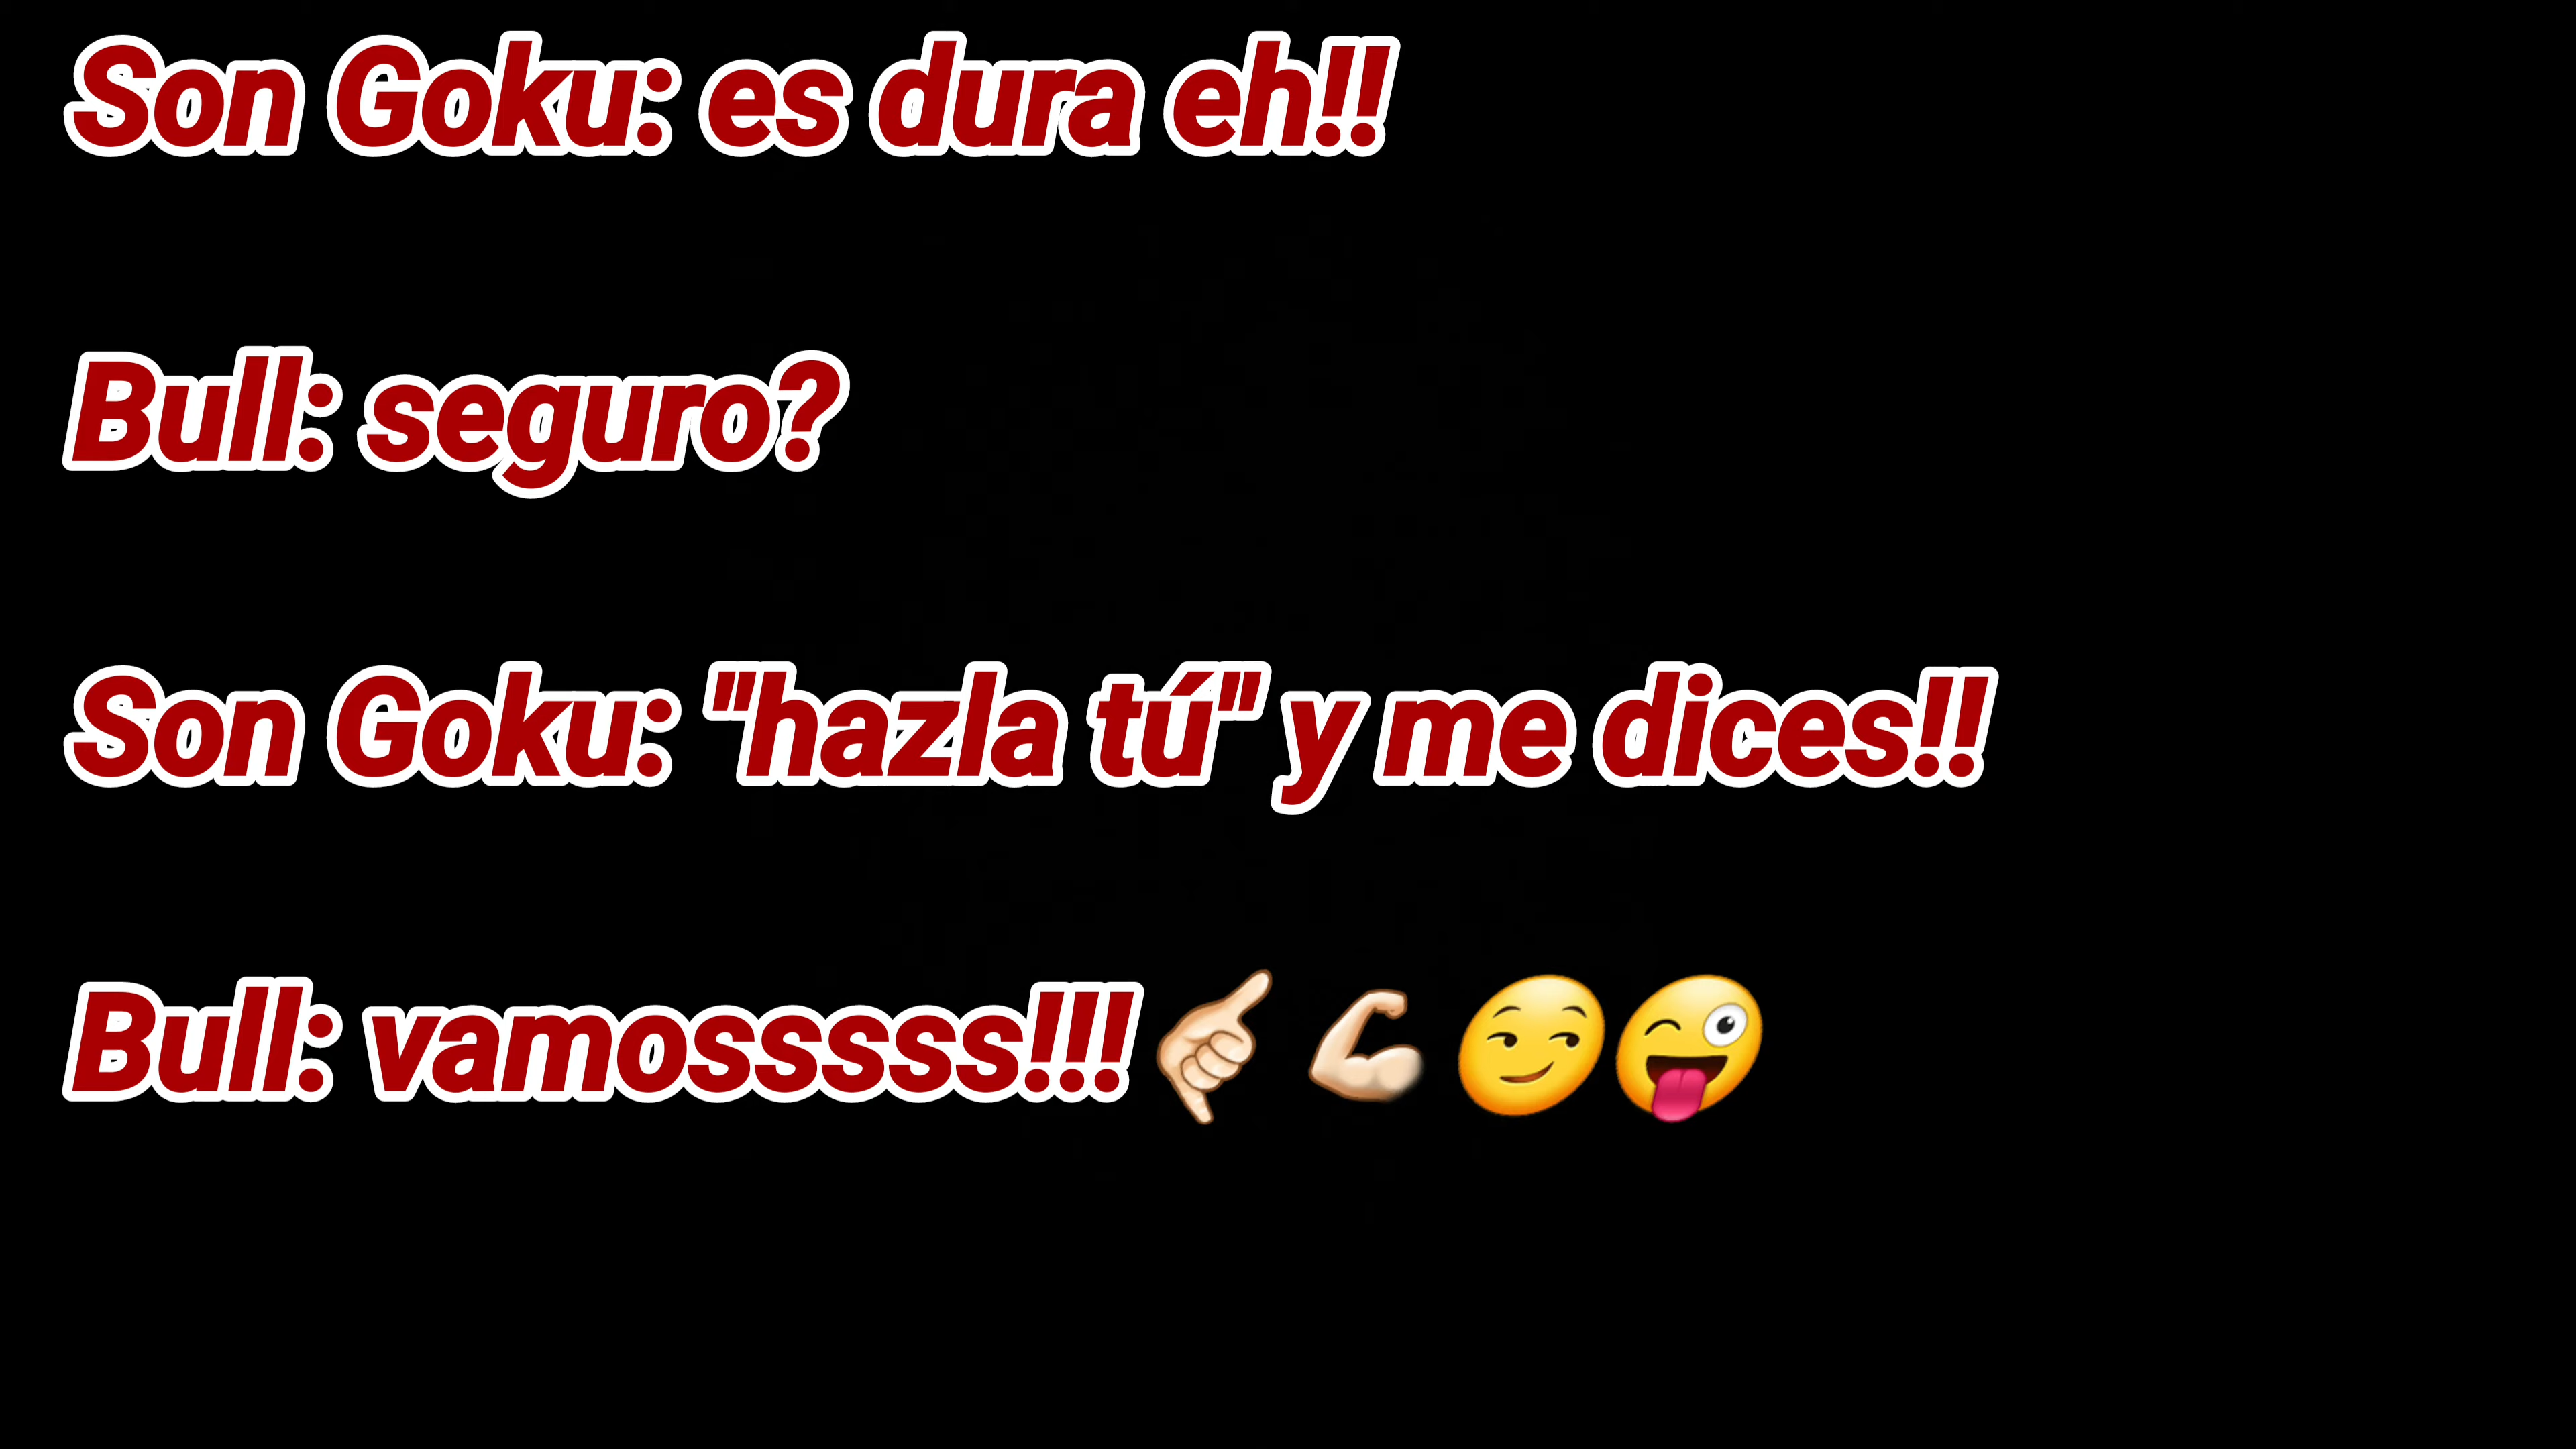 Son Goku: es dura eh!!
Bull: seguro?
Son Goku: "hazla tú" y me dices!!
Bull: vamosssss!!!🤙🏻💪🏻😏😜